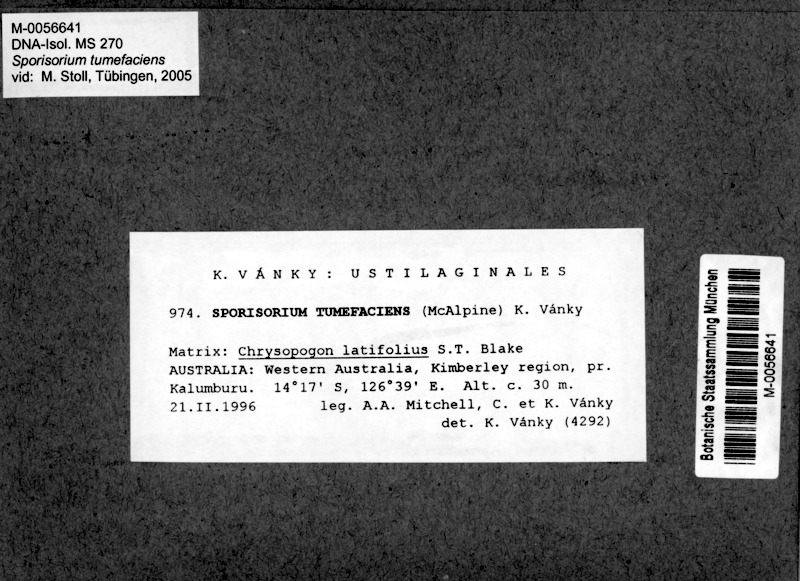 M-0056641
DNA-Isol. MS 270
Sporisorium tumefaciens
vid: M. Stoll, Tübingen, 2005
K. VÁNKY: USTILAGINALES
974. SPORISORIUM TUMEFACIENS (McAlpine) K. Vánky
Matrix: Chrysopogon latifolius S.T. Blake
AUSTRALIA: Western Australia, Kimberley region, pr.
Kalumburu. 14°17' S, 126°39' E. Alt. c. 30 m.
21.II.1996 leg. A.A. Mitchell, C. et K. Vánky
det. K. Vánky (4292)
Botanische Staatssammlung München
M-0056641